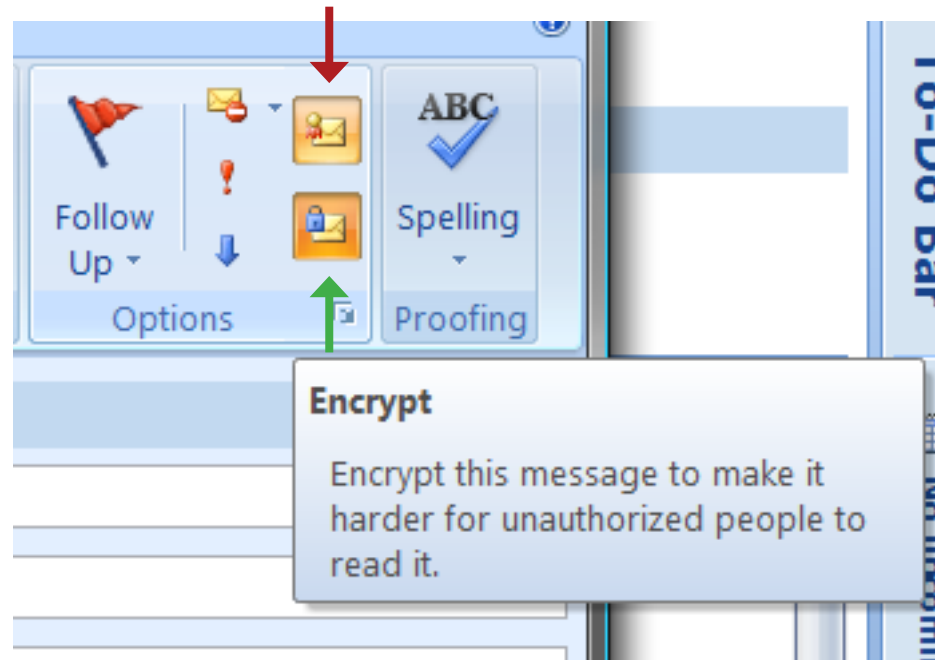 ABC
Follow
Up
Spelling
Options
Proofing
To-Do Bar
Encrypt
Encrypt this message to make it
harder for unauthorized people to
read it.